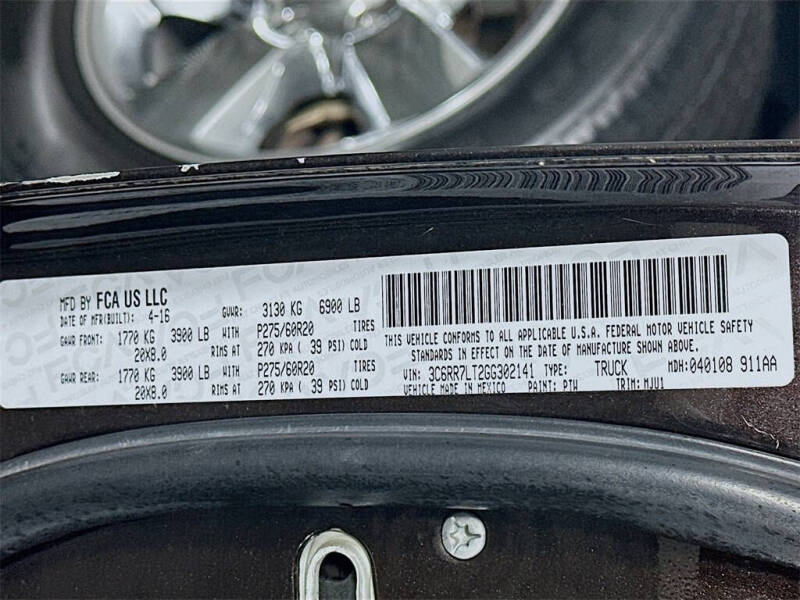 MFD BY FCA US LLC
DATE OF MFR(BUILT): 4-16 GVWR: 3130 KG 6900 LB
GAWR FRONT: 1770 KG 3900 LB WITH P275/60R20 TIRES
20X8.0 RIMS AT 270 KPA ( 39 PSI) COLD
GAWR REAR: 1770 KG 3900 LB WITH P275/60R20 TIRES
20X8.0 RIMS AT 270 KPA ( 39 PSI) COLD
THIS VEHICLE CONFORMS TO ALL APPLICABLE U.S.A. FEDERAL MOTOR VEHICLE SAFETY
STANDARDS IN EFFECT ON THE DATE OF MANUFACTURE SHOWN ABOVE.
VIN: 3C6RR7LT2GG302141 TYPE: TRUCK MDH: 040108 911AA
VEHICLE MADE IN MEXICO PAINT: PTW TRIM: MJV1